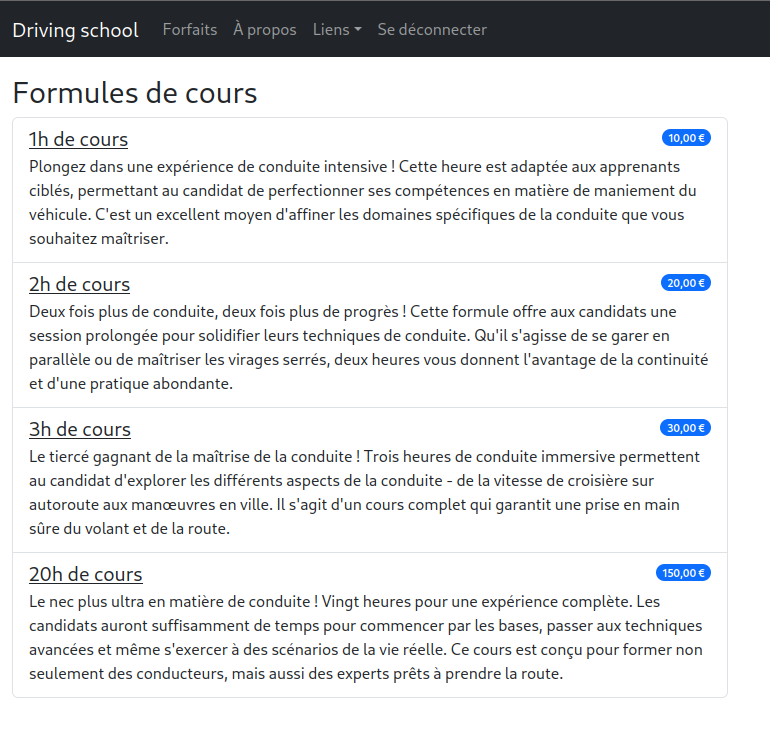 Driving school Forfaits À propos Liens Se déconnecter
Formules de cours
1h de cours 10,00 €
Plongez dans une expérience de conduite intensive ! Cette heure est adaptée aux apprenants
ciblés, permettant au candidat de perfectionner ses compétences en matière de maniement du
véhicule. C'est un excellent moyen d'affiner les domaines spécifiques de la conduite que vous
souhaitez maîtriser.
2h de cours 20,00 €
Deux fois plus de conduite, deux fois plus de progrès ! Cette formule offre aux candidats une
session prolongée pour solidifier leurs techniques de conduite. Qu'il s'agisse de se garer en
parallèle ou de maîtriser les virages serrés, deux heures vous donnent l'avantage de la continuité
et d'une pratique abondante.
3h de cours 30,00 €
Le tiercé gagnant de la maîtrise de la conduite ! Trois heures de conduite immersive permettent
au candidat d'explorer les différents aspects de la conduite - de la vitesse de croisière sur
autoroute aux manœuvres en ville. Il s'agit d'un cours complet qui garantit une prise en main
sûre du volant et de la route.
20h de cours 150,00 €
Le nec plus ultra en matière de conduite ! Vingt heures pour une expérience complète. Les
candidats auront suffisamment de temps pour commencer par les bases, passer aux techniques
avancées et même s'exercer à des scénarios de la vie réelle. Ce cours est conçu pour former non
seulement des conducteurs, mais aussi des experts prêts à prendre la route.